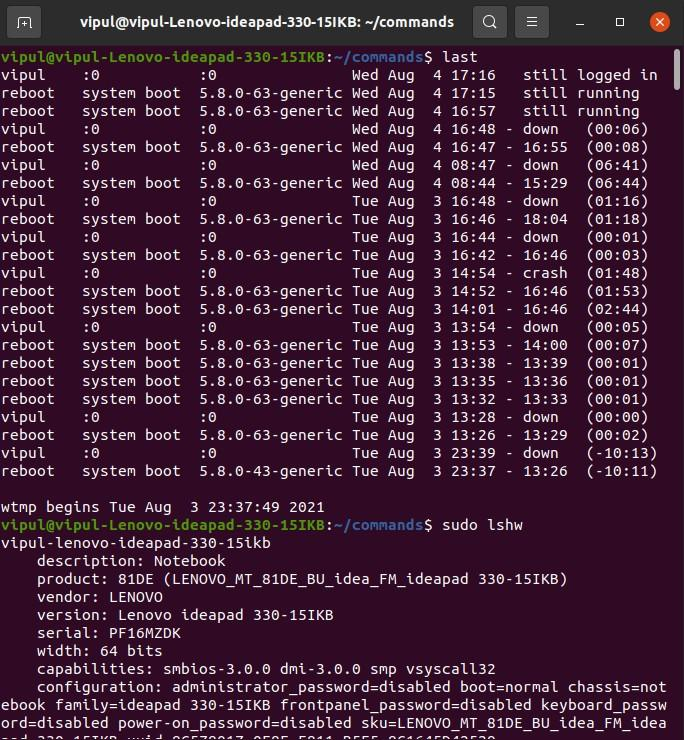 vipul@vipul-Lenovo-ideapad-330-15IKB: ~/commands
vipul@vipul-Lenovo-ideapad-330-15IKB:~/commands$ last
vipul    :0           :0               Wed Aug  4 17:16   still logged in
reboot   system boot  5.8.0-63-generic Wed Aug  4 17:15   still running
reboot   system boot  5.8.0-63-generic Wed Aug  4 16:57   still running
vipul    :0           :0               Wed Aug  4 16:48 - down   (00:06)
reboot   system boot  5.8.0-63-generic Wed Aug  4 16:47 - 16:55  (00:08)
vipul    :0           :0               Wed Aug  4 08:47 - down   (06:41)
reboot   system boot  5.8.0-63-generic Wed Aug  4 08:44 - 15:29  (06:44)
vipul    :0           :0               Tue Aug  3 16:48 - down   (01:16)
reboot   system boot  5.8.0-63-generic Tue Aug  3 16:46 - 18:04  (01:18)
vipul    :0           :0               Tue Aug  3 16:44 - down   (00:01)
reboot   system boot  5.8.0-63-generic Tue Aug  3 16:42 - 16:46  (00:03)
vipul    :0           :0               Tue Aug  3 14:54 - crash  (01:48)
reboot   system boot  5.8.0-63-generic Tue Aug  3 14:52 - 16:46  (01:53)
reboot   system boot  5.8.0-63-generic Tue Aug  3 14:01 - 16:46  (02:44)
vipul    :0           :0               Tue Aug  3 13:54 - down   (00:05)
reboot   system boot  5.8.0-63-generic Tue Aug  3 13:53 - 14:00  (00:07)
reboot   system boot  5.8.0-63-generic Tue Aug  3 13:38 - 13:39  (00:01)
reboot   system boot  5.8.0-63-generic Tue Aug  3 13:35 - 13:36  (00:01)
reboot   system boot  5.8.0-63-generic Tue Aug  3 13:32 - 13:33  (00:01)
vipul    :0           :0               Tue Aug  3 13:28 - down   (00:00)
reboot   system boot  5.8.0-63-generic Tue Aug  3 13:26 - 13:29  (00:02)
vipul    :0           :0               Tue Aug  3 23:39 - down   (-10:13)
reboot   system boot  5.8.0-43-generic Tue Aug  3 23:37 - 13:26  (-10:11)
wtmp begins Tue Aug  3 23:37:49 2021
vipul@vipul-Lenovo-ideapad-330-15IKB:~/commands$ sudo lshw
vipul-lenovo-ideapad-330-15ikb
description: Notebook
product: 81DE (LENOVO_MT_81DE_BU_idea_FM_ideapad 330-15IKB)
vendor: LENOVO
version: Lenovo ideapad 330-15IKB
serial: PF16MZDK
width: 64 bits
capabilities: smbios-3.0.0 dmi-3.0.0 smp vsyscall32
configuration: administrator_password=disabled boot=normal chassis=not
ebook family=ideapad 330-15IKB frontpanel_password=disabled keyboard_passw
ord=disabled power-on_password=disabled sku=LENOVO_MT_81DE_BU_idea_FM_idea